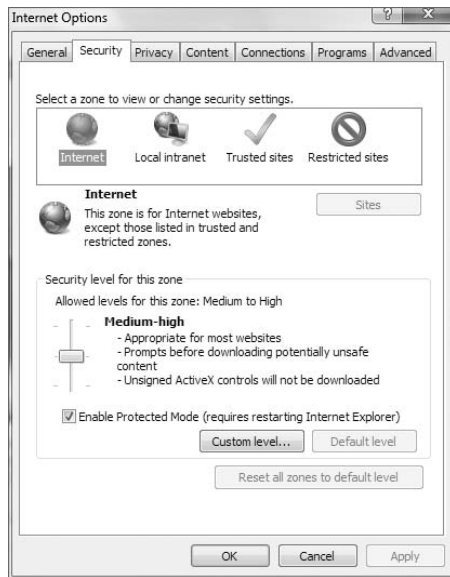 Internet Options
General Security Privacy Content Connections Programs Advanced
Select a zone to view or change security settings.
Internet Local intranet Trusted sites Restricted sites
Internet
Sites
This zone is for Internet websites,
except those listed in trusted and
restricted zones.
Security level for this zone
Allowed levels for this zone: Medium to High
Medium-high
- Appropriate for most websites
- Prompts before downloading potentially unsafe
content
- Unsigned ActiveX controls will not be downloaded
Enable Protected Mode (requires restarting Internet Explorer)
Custom level... Default level
Reset all zones to default level
OK Cancel Apply